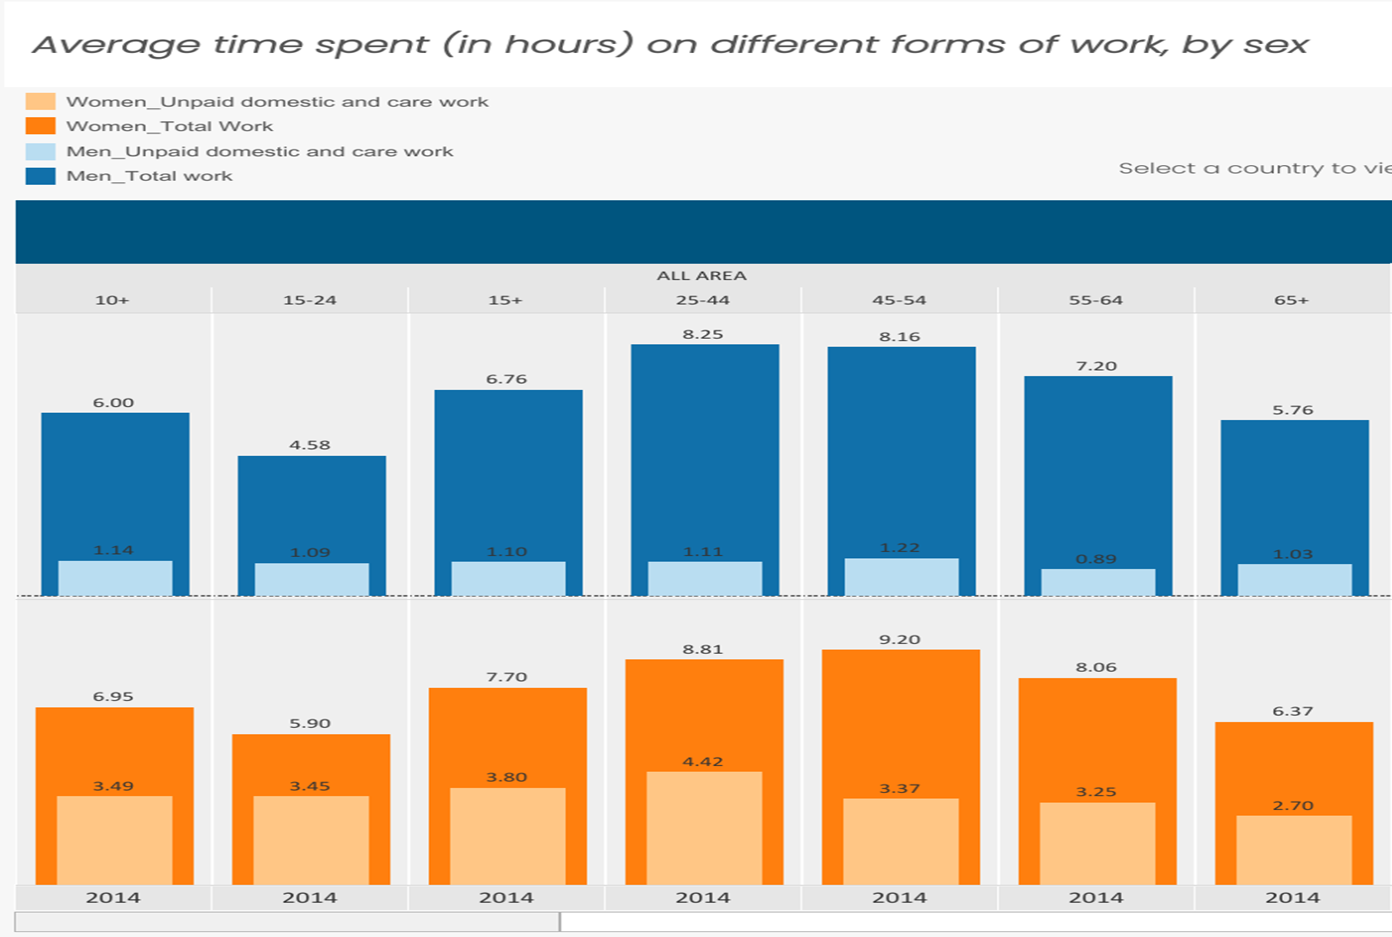 Average time spent (in hours) on different forms of work, by sex
Women_Unpaid domestic and care work
Women_Total Work
Men_Unpaid domestic and care work
Men_Total work
Select a country to vie
ALL AREA
10+ 15-24 15+ 25-44 45-54 55-64 65+
6.00 4.58 6.76 8.25 8.16 7.20 5.76
1.14 1.09 1.10 1.11 1.22 0.89 1.03
6.95 5.90 7.70 8.81 9.20 8.06 6.37
3.49 3.45 3.80 4.42 3.37 3.25 2.70
2014 2014 2014 2014 2014 2014 2014